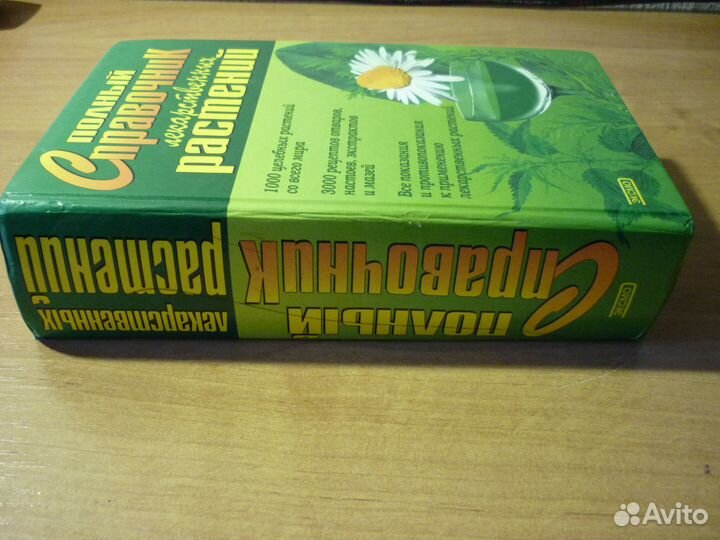 ПОЛНЫЙ
Справочник
лекарственных
растений
1000 целебных растений
со всего мира
3000 рецептов отваров,
настоев, экстрактов
и мазей
Все показания
и противопоказания
к применению
лекарственных растений
ЭКСМО
ПОЛНЫЙ
Справочник
лекарственных
растений
ЭКСМО
Avito